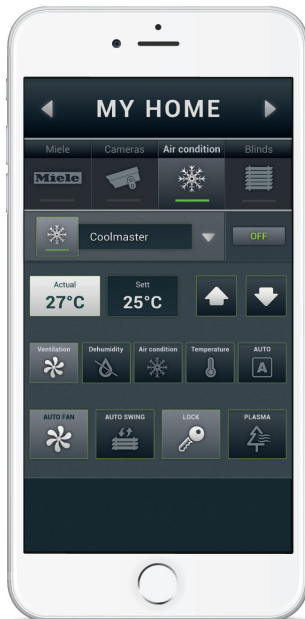 MY HOME
Miele Cameras Air condition Blinds
Miele
Coolmaster OFF
Actual Sett
27°C 25°C
Ventilation Dehumidity Air condition Temperature AUTO
A
AUTO FAN AUTO SWING LOCK PLASMA